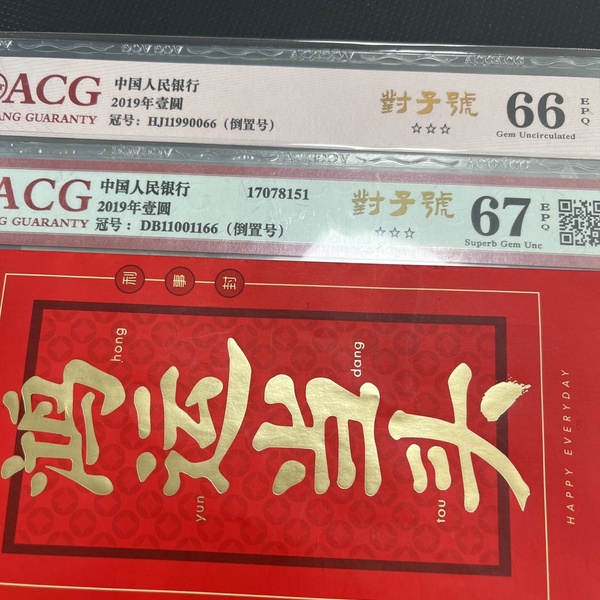 ACG
ANG GUARANTY
中国人民银行
2019年壹圆
冠号: HJ11990066 (倒置号)
對子號
☆☆☆
66
EPQ
Gem Uncirculated
ACG
G GUARANTY
中国人民银行
17078151
2019年壹圆
冠号: DB11001166 (倒置号)
對子號
☆☆☆
67
EPQ
Superb Gem Unc
利事封
鸿运当头
hong
yun
dang
tou
HAPPY EVERYDAY